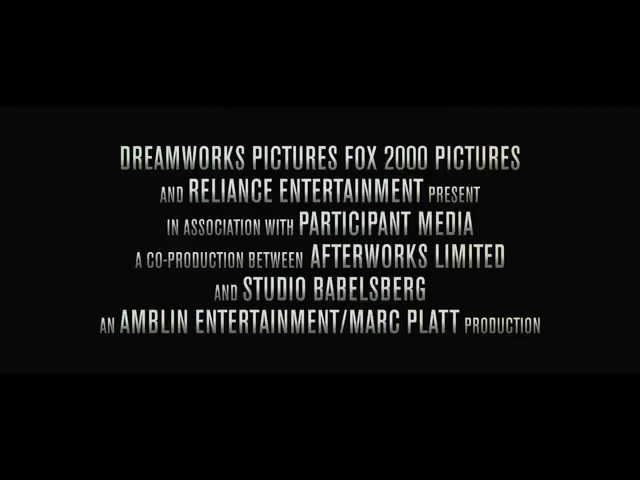 DREAMWORKS PICTURES FOX 2000 PICTURES
AND RELIANCE ENTERTAINMENT PRESENT
IN ASSOCIATION WITH PARTICIPANT MEDIA
A CO-PRODUCTION BETWEEN AFTERWORKS LIMITED
AND STUDIO BABELSBERG
AN AMBLIN ENTERTAINMENT/MARC PLATT PRODUCTION